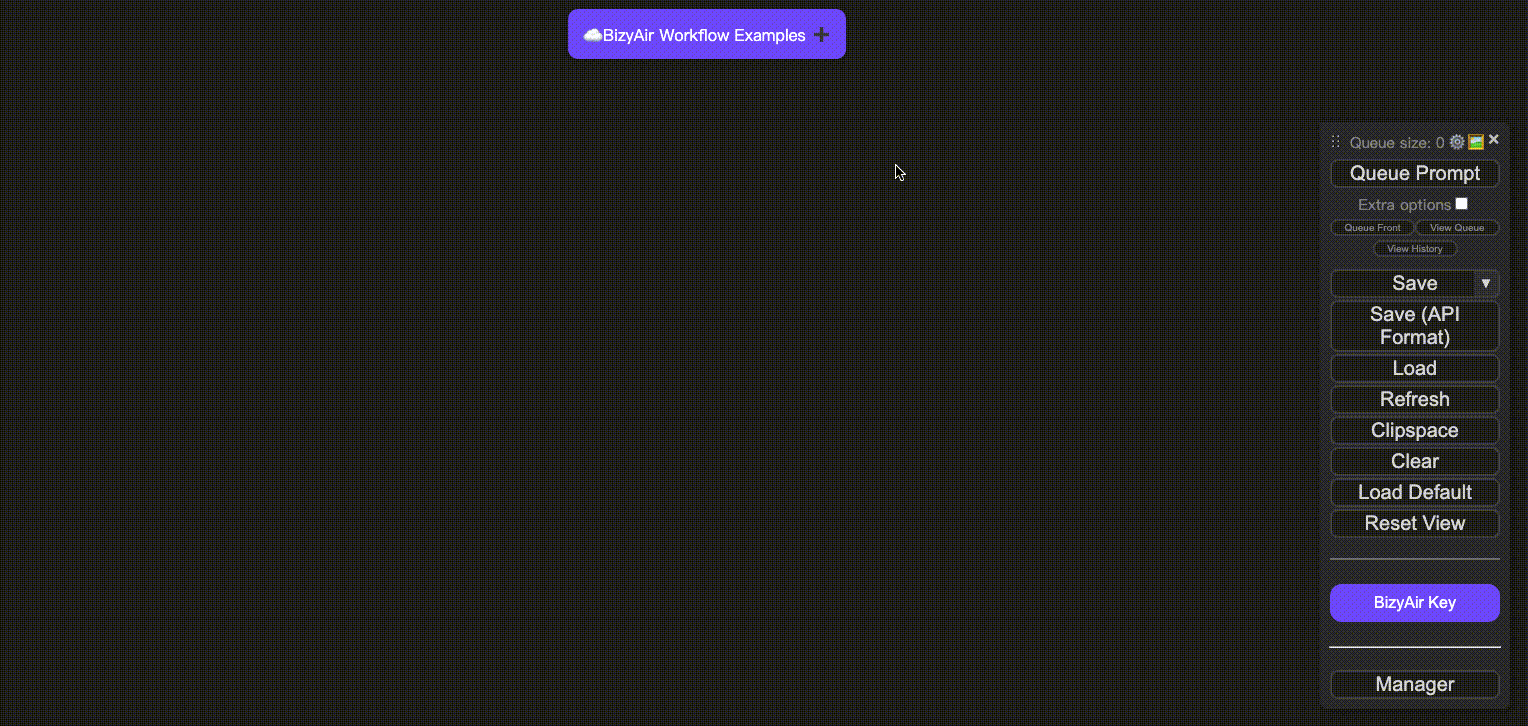 ☁️BizyAir Workflow Examples ➕
Queue size: 0 ⚙️🖼️✕
Queue Prompt
Extra options
Queue Front View Queue
View History
Save ▼
Save (API
Format)
Load
Refresh
Clipspace
Clear
Load Default
Reset View
BizyAir Key
Manager